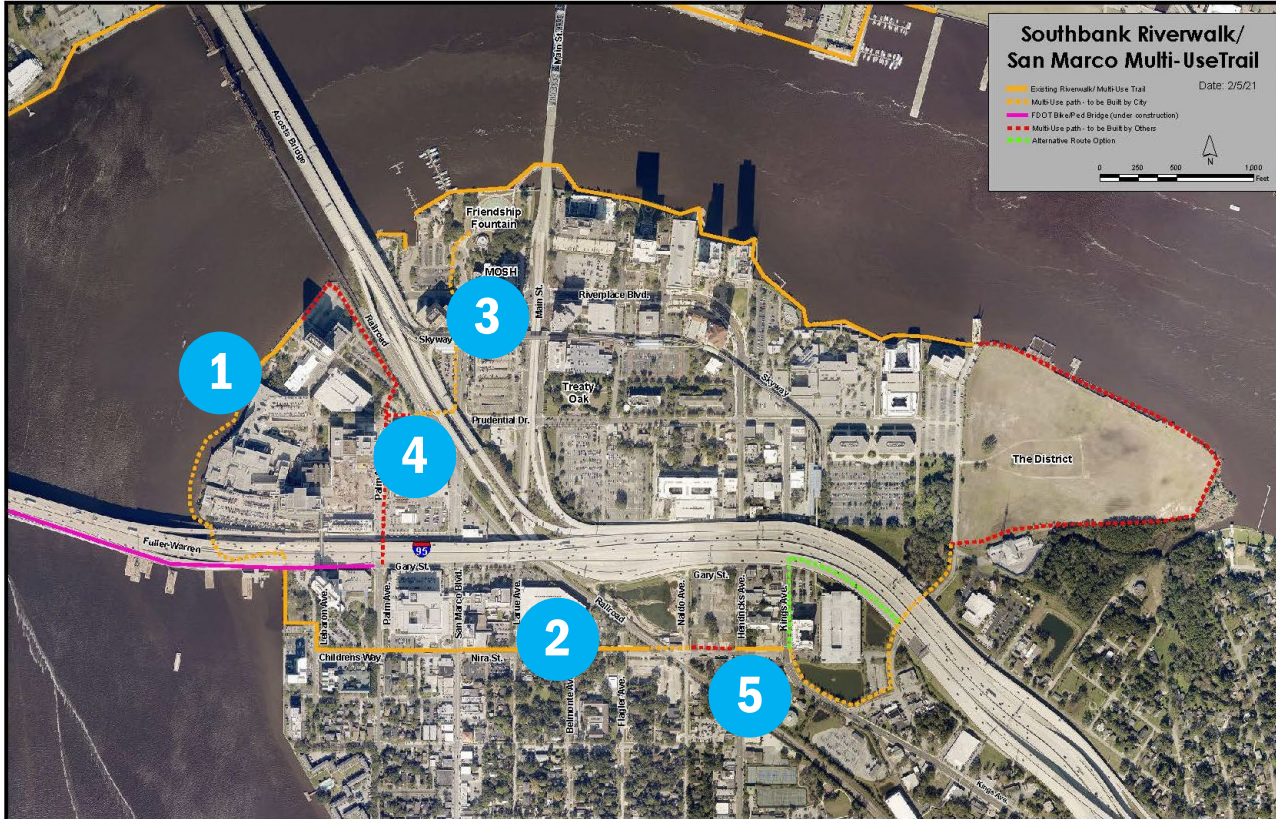 Southbank Riverwalk/
San Marco Multi-UseTrail
Date: 2/5/21
Existing Riverwalk/ Multi-Use Trail
Multi-Use path - to be Built by City
FDOT Bike/Ped Bridge (under construction)
Multi-Use path - to be Built by Others
Alternative Route Option
N
0 250 500 1,000
Feet
Main St.
Acosta Bridge
Friendship
Fountain
MOSH
Riverplace Blvd.
Main St.
3
Railroad
Skyway
1
Treaty
Oak
Skyway
Prudential Dr.
4
The District
Palm
Fuller Warren
95
Gary St.
Gary St.
Lebaron Ave.
Palm Ave.
San Marco Blvd.
Larue Ave.
Railroad
Naldo Ave.
Hendricks Ave.
Kings Ave.
2
Childrens Way
Nira St.
Belmonte Ave
Flagler Ave.
5
Kings Ave.